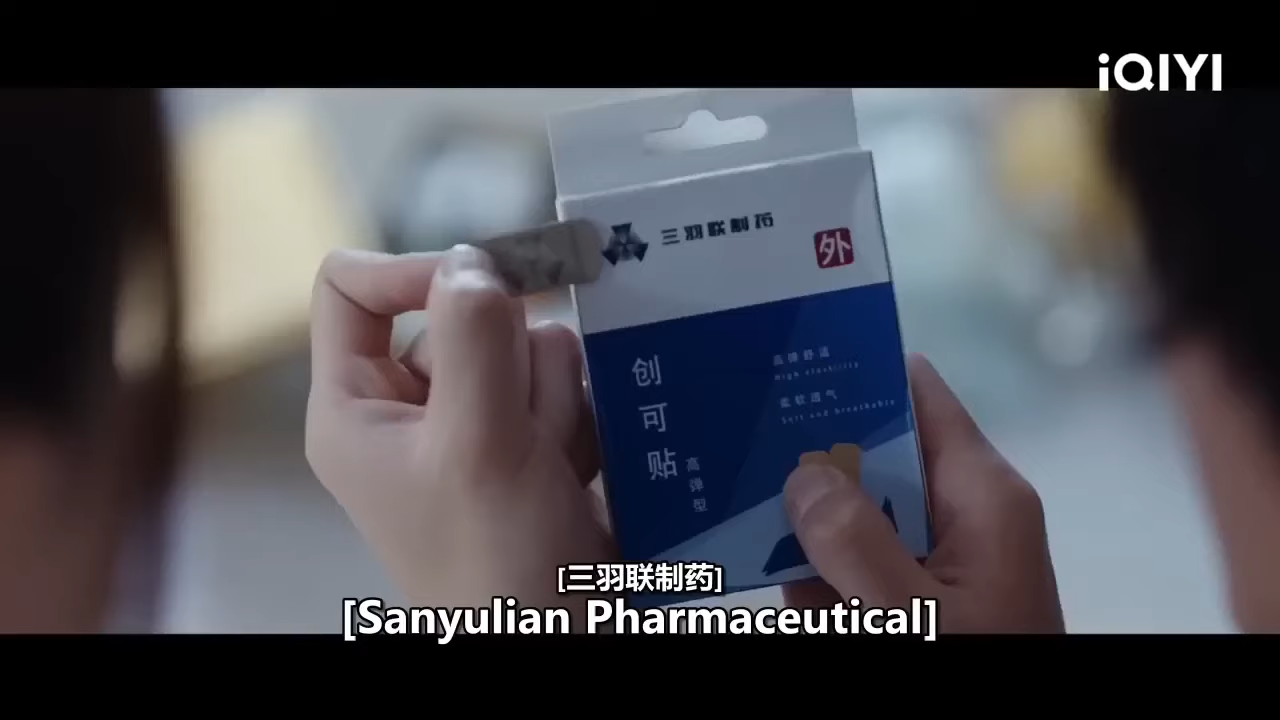 iQIYI
三羽联制药
外
创可贴
高弹型
高弹舒适
High elasticity
柔软透气
Soft and breathable
[三羽联制药]
[Sanyulian Pharmaceutical]